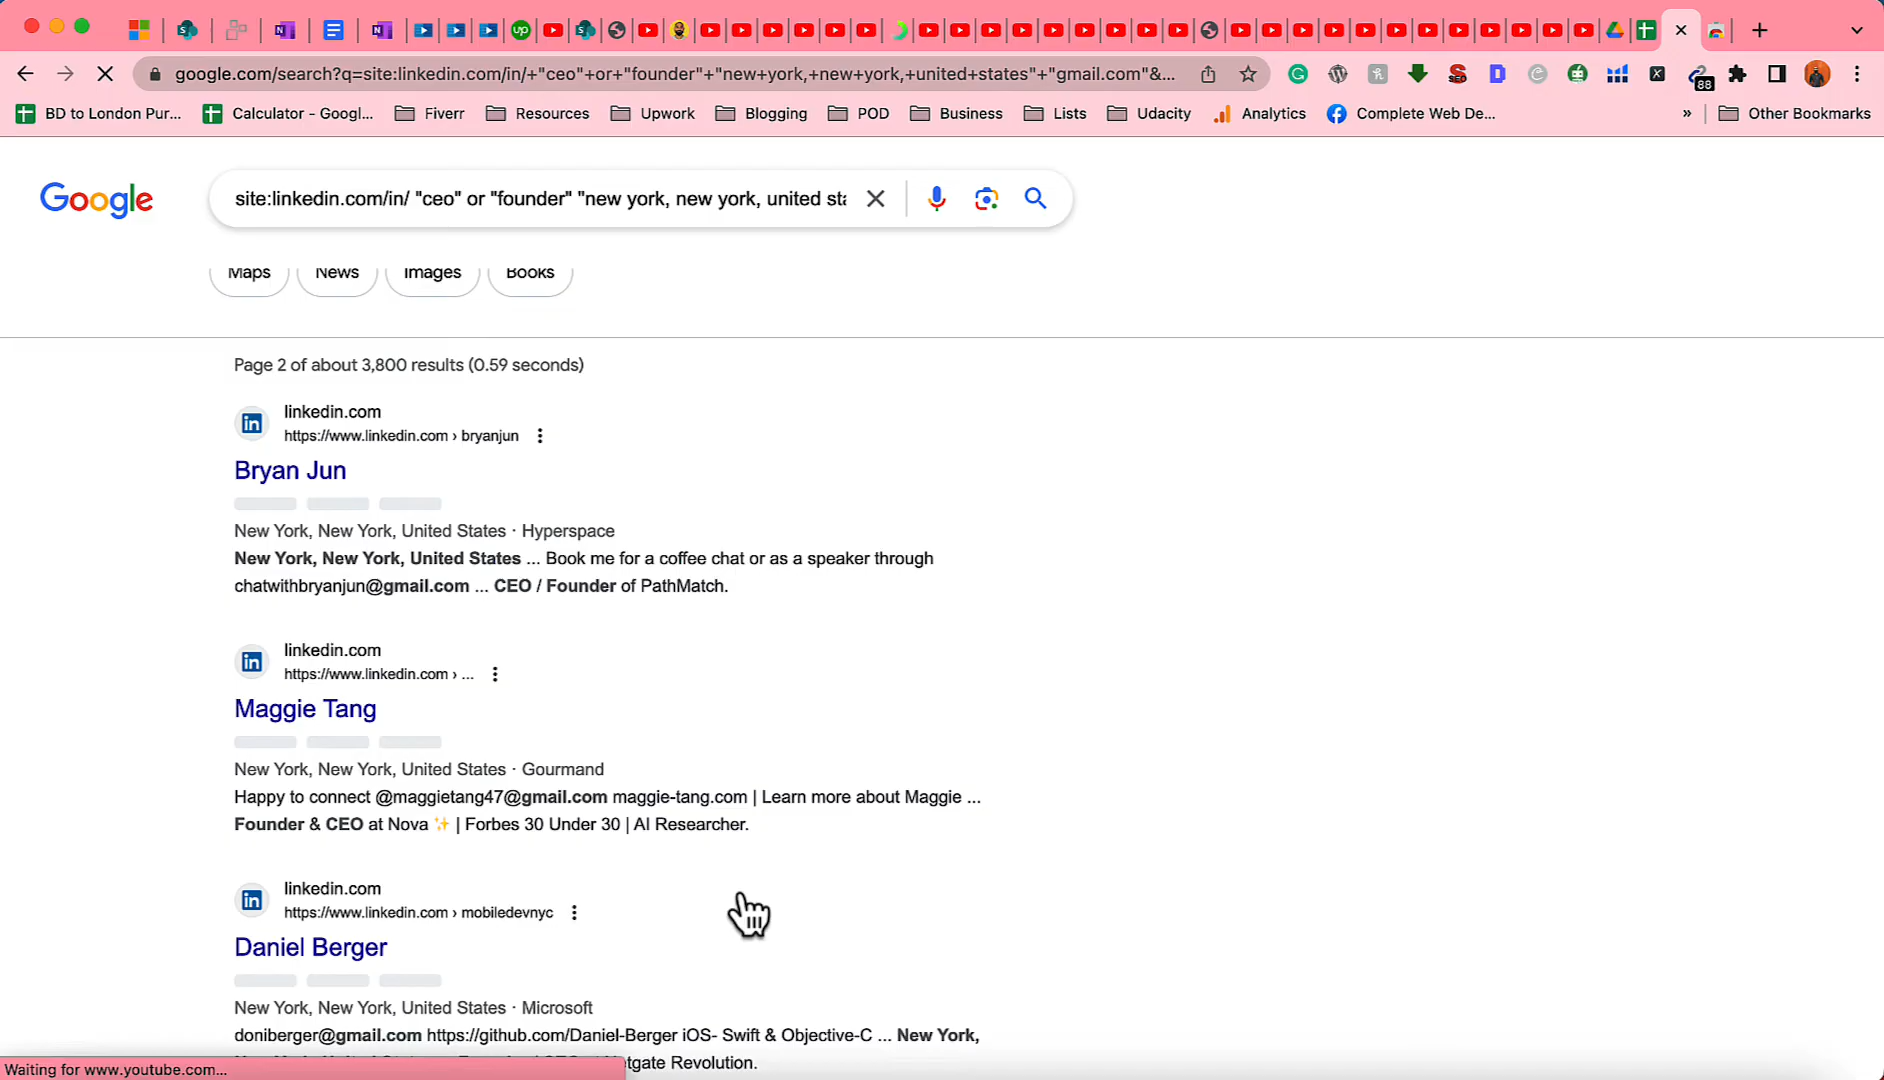 up
google.com/search?q=site:linkedin.com/in/+"ceo"+or+"founder"+"new+york,+new+york,+united+states"+"gmail.com"&...
88
BD to London Pur...
Calculator - Googl...
Fiverr
Resources
Upwork
Blogging
POD
Business
Lists
Udacity
Analytics
Complete Web De...
»
Other Bookmarks
Google
site:linkedin.com/in/ "ceo" or "founder" "new york, new york, united sta
Maps
News
Images
Books
Page 2 of about 3,800 results (0.59 seconds)
linkedin.com
https://www.linkedin.com › bryanjun
Bryan Jun
New York, New York, United States · Hyperspace
New York, New York, United States ... Book me for a coffee chat or as a speaker through
chatwithbryanjun@gmail.com ... CEO / Founder of PathMatch.
linkedin.com
https://www.linkedin.com › ...
Maggie Tang
New York, New York, United States · Gourmand
Happy to connect @maggietang47@gmail.com maggie-tang.com | Learn more about Maggie ...
Founder & CEO at Nova ✨ | Forbes 30 Under 30 | AI Researcher.
linkedin.com
https://www.linkedin.com › mobiledevnyc
Daniel Berger
New York, New York, United States · Microsoft
doniberger@gmail.com https://github.com/Daniel-Berger iOS- Swift & Objective-C ... New York,
tgate Revolution.
Waiting for www.youtube.com...